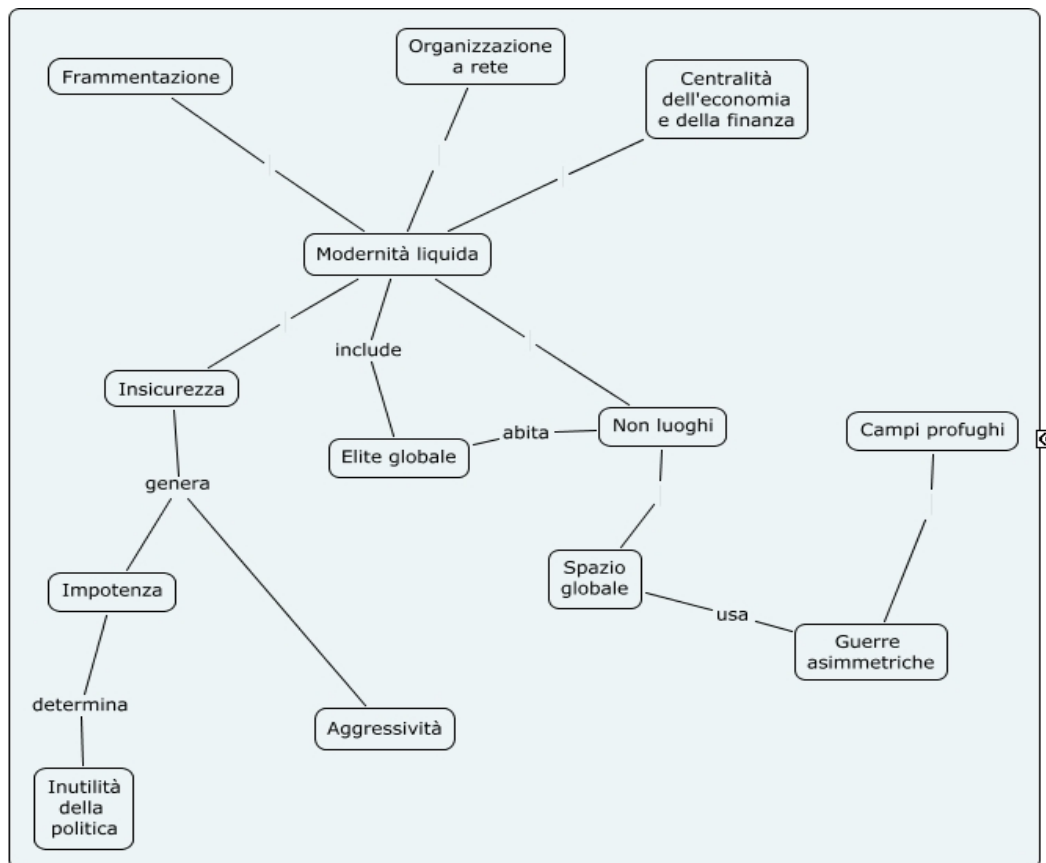 Organizzazione
a rete
Frammentazione
Centralità
dell'economia
e della finanza
Modernità liquida
include
Insicurezza
Non luoghi
Campi profughi
abita
Elite globale
genera
Spazio
globale
Impotenza
usa
Guerre
asimmetriche
determina
Aggressività
Inutilità
della
politica